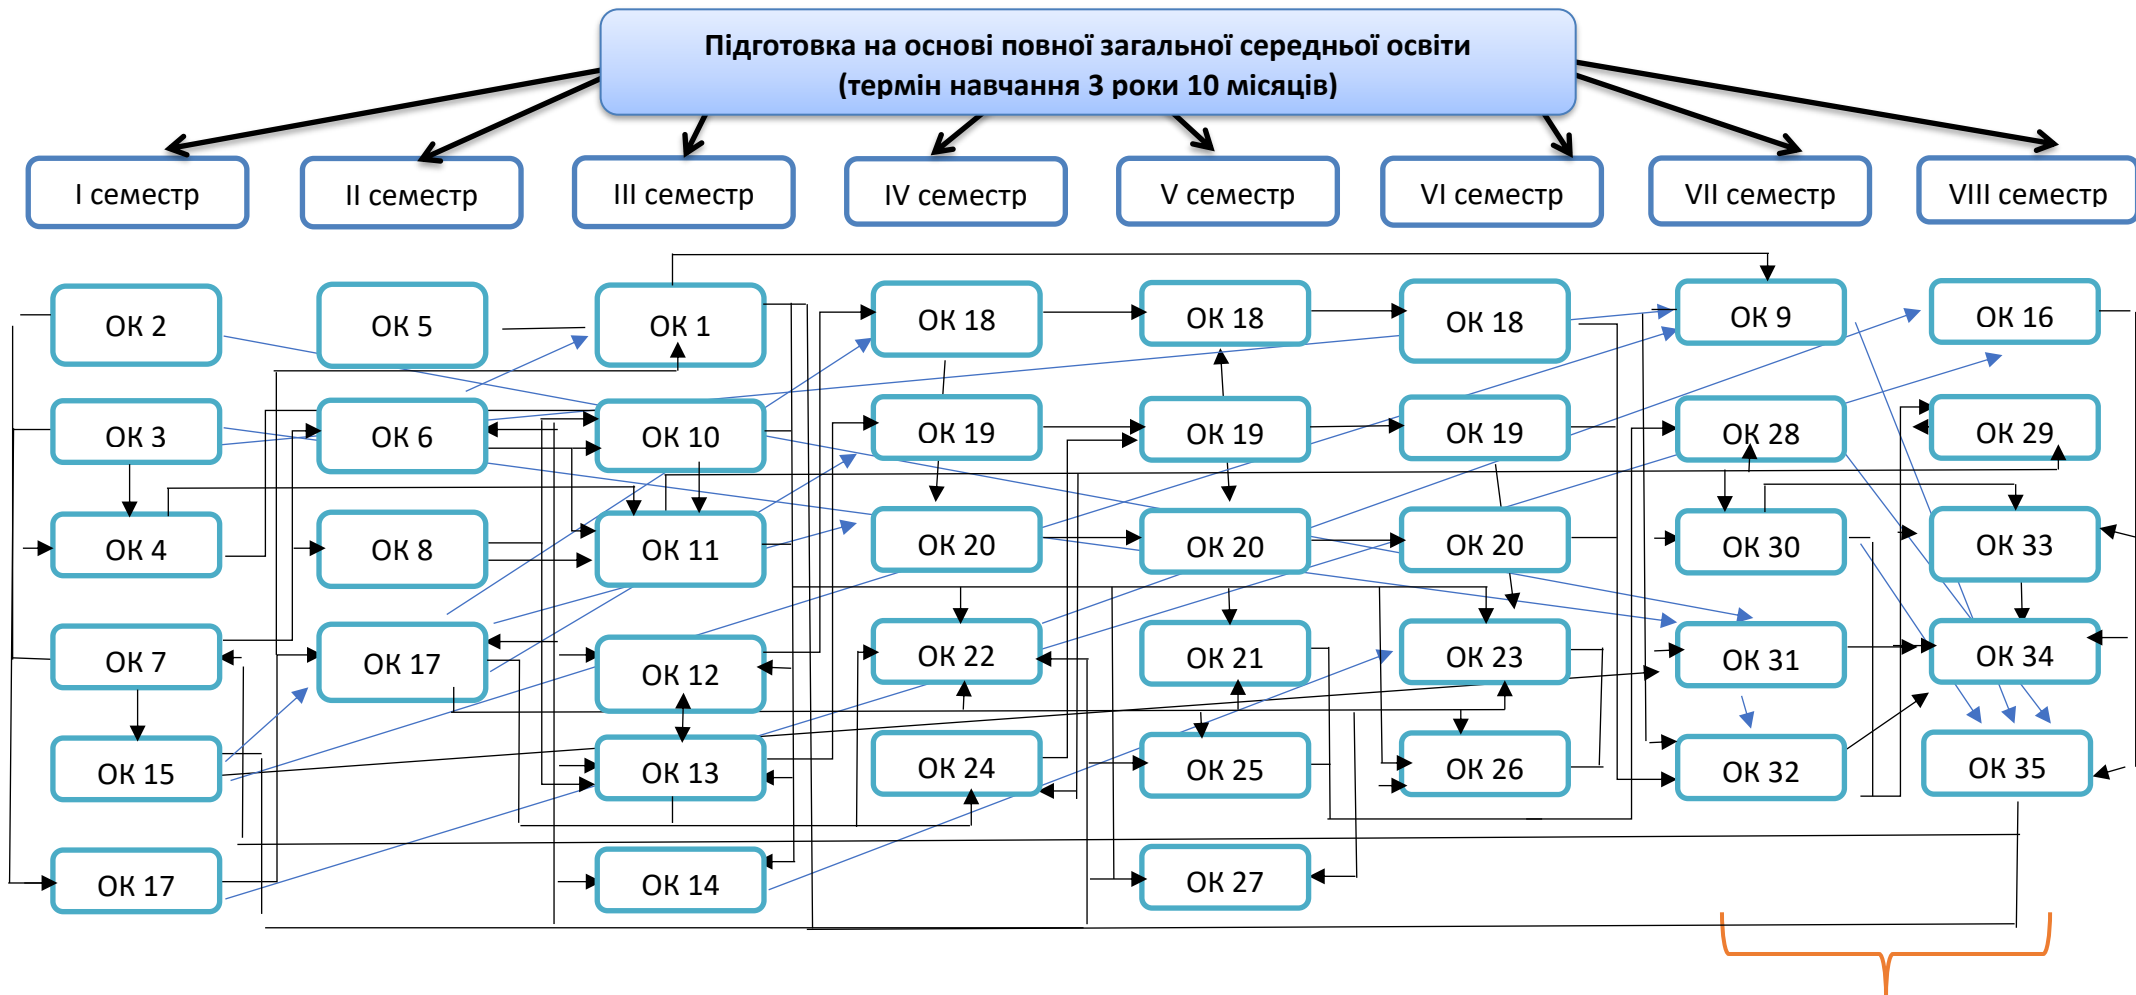 Підготовка на основі повної загальної середньої освіти
(термін навчання 3 роки 10 місяців)
I семестр
II семестр
III семестр
IV семестр
V семестр
VI семестр
VII семестр
VIII семестр
ОК 2
ОК 5
ОК 1
ОК 18
ОК 18
ОК 18
ОК 9
ОК 16
ОК 3
ОК 6
ОК 10
ОК 19
ОК 19
ОК 19
ОК 28
ОК 29
ОК 4
ОК 8
ОК 11
ОК 20
ОК 20
ОК 20
ОК 30
ОК 33
ОК 7
ОК 17
ОК 12
ОК 22
ОК 21
ОК 23
ОК 31
ОК 34
ОК 15
ОК 13
ОК 24
ОК 25
ОК 26
ОК 32
ОК 35
ОК 17
ОК 14
ОК 27